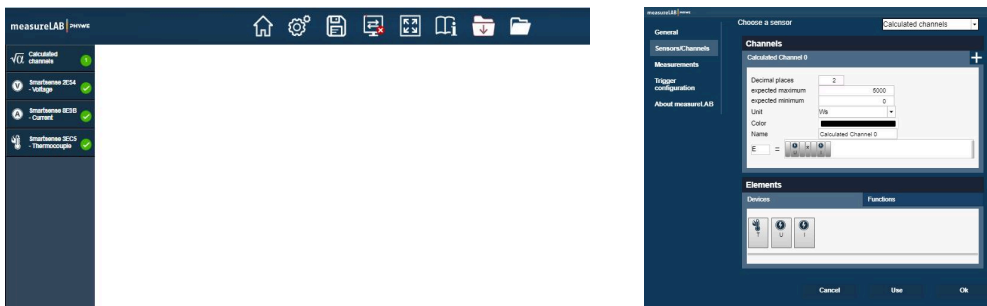 measureLAB PHYWE
Calculated channels 1
Smartsense 2E54 - Voltage
Smartsense 8E3B - Current
Smartsense 3EC5 - Thermocouple
measureLAB PHYWE
Choose a sensor
Calculated channels
General
Sensors/Channels
Measurements
Trigger configuration
About measureLAB
Channels
Calculated Channel 0
Decimal places 2
expected maximum 5000
expected minimum 0
Unit Ws
Color
Name Calculated Channel 0
E =
Elements
Devices Functions
T U I
Cancel Use Ok